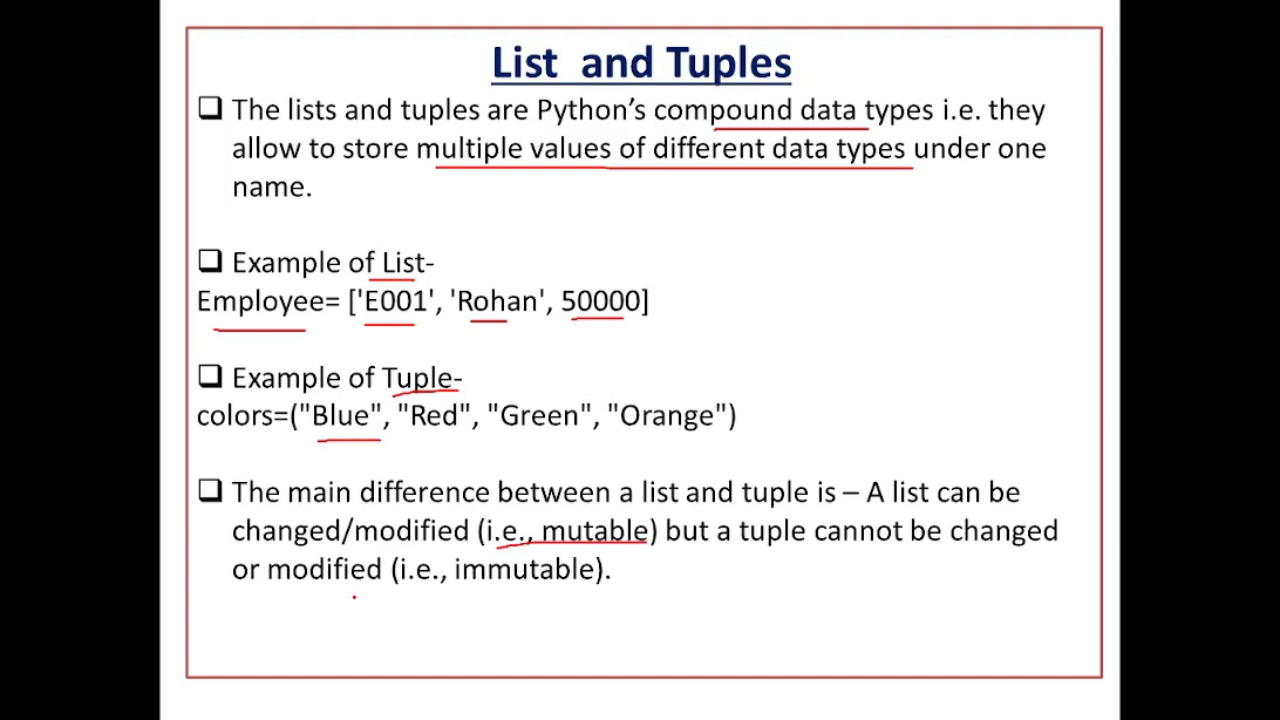 List and Tuples
❑ The lists and tuples are Python's compound data types i.e. they
allow to store multiple values of different data types under one
name.
❑ Example of List-
Employee= ['E001', 'Rohan', 50000]
❑ Example of Tuple-
colors=("Blue", "Red", "Green", "Orange")
❑ The main difference between a list and tuple is – A list can be
changed/modified (i.e., mutable) but a tuple cannot be changed
or modified (i.e., immutable).